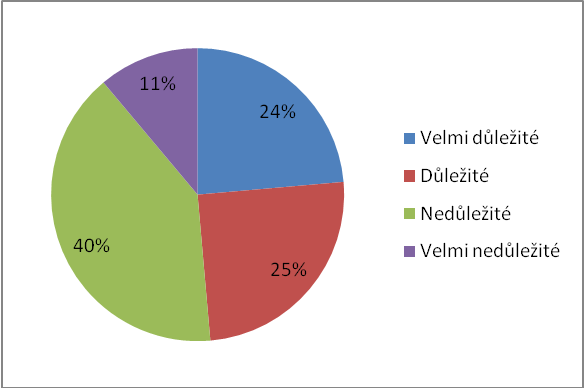 11%
24%
40%
25%
Velmi důležité
Důležité
Nedůležité
Velmi nedůležité